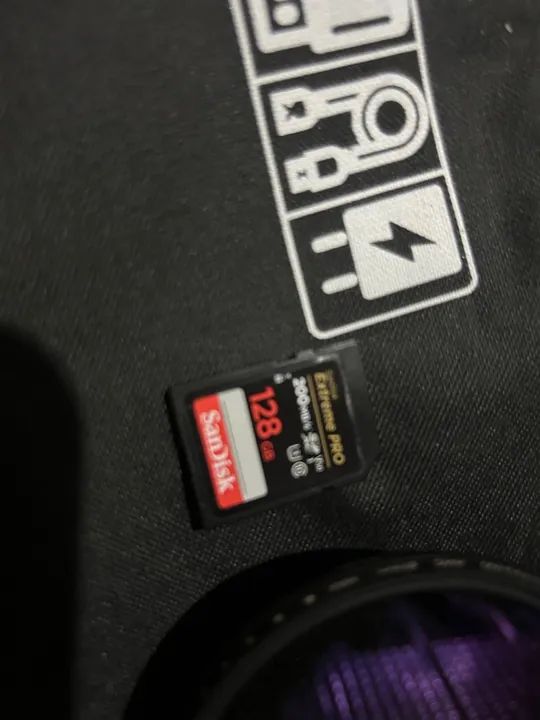 Extreme PRO
200MB/s
128 GB
SanDisk